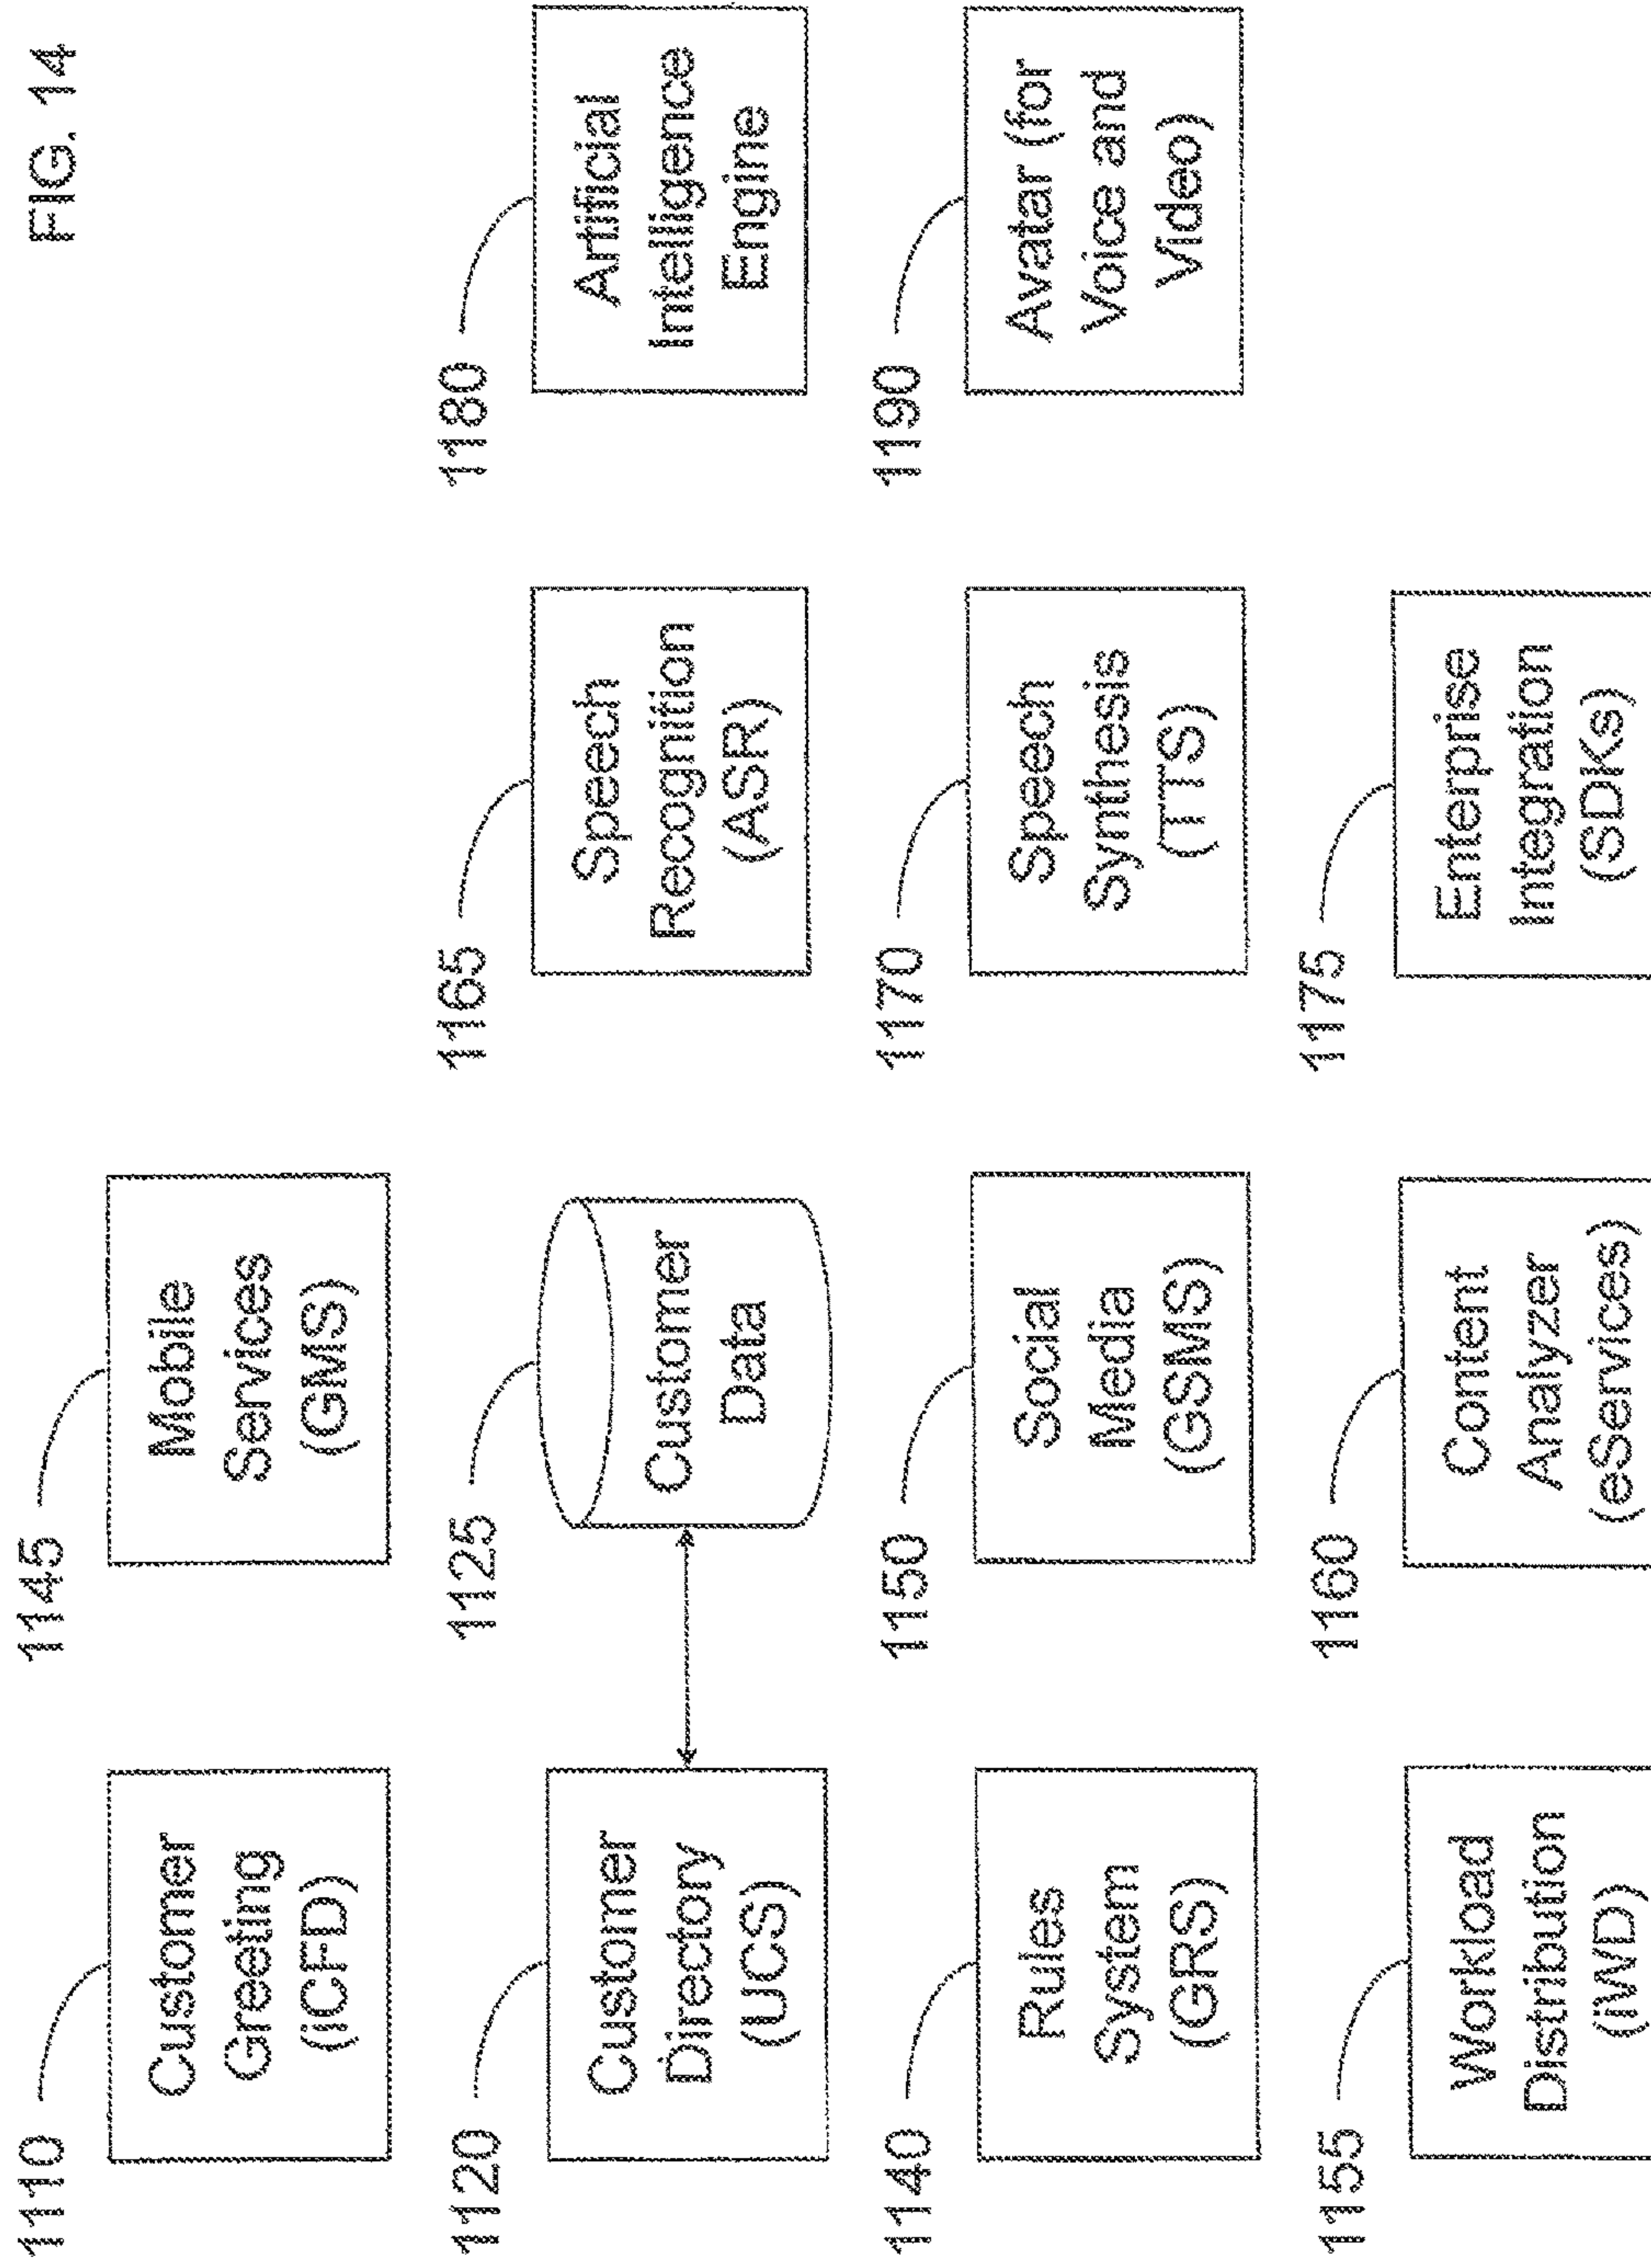 FIG. 14
1110
Customer
Greeting
(iCFD)
1145
Mobile
Services
(GMS)
1120
Customer
Directory
(UCS)
1125
Customer
Data
1165
Speech
Recognition
(ASR)
1180
Artificial
Intelligence
Engine
1140
Rules
System
(GRS)
1150
Social
Media
(GSMS)
1170
Speech
Synthesis
(TTS)
1190
Avatar (for
Voice and
Video)
1155
Workload
Distribution
(iWD)
1160
Content
Analyzer
(eServices)
1175
Enterprise
Integration
(SDKs)